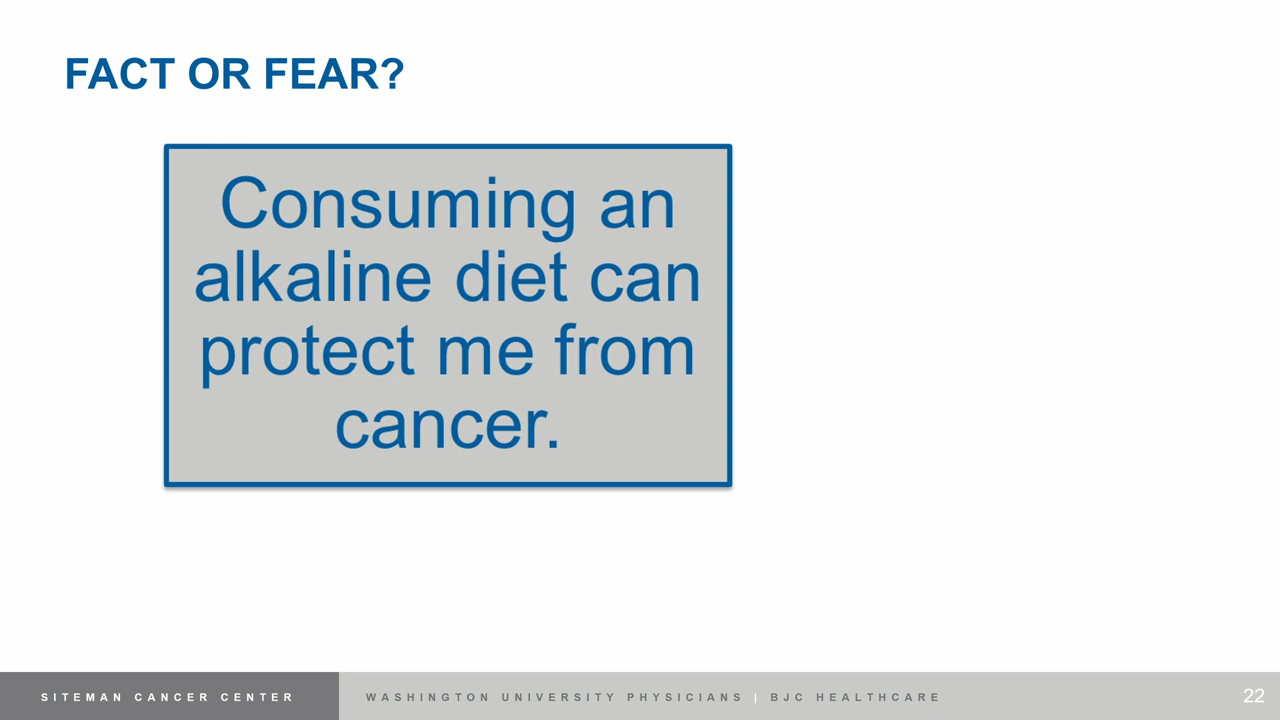 FACT OR FEAR?
Consuming an
alkaline diet can
protect me from
cancer.
SITEMAN CANCER CENTER
WASHINGTON UNIVERSITY PHYSICIANS | BJC HEALTHCARE
22